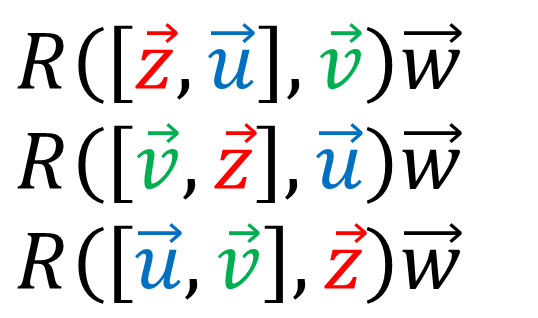 R([z⃗, u⃗], v⃗)w⃗
R([v⃗, z⃗], u⃗)w⃗
R([u⃗, v⃗], z⃗)w⃗